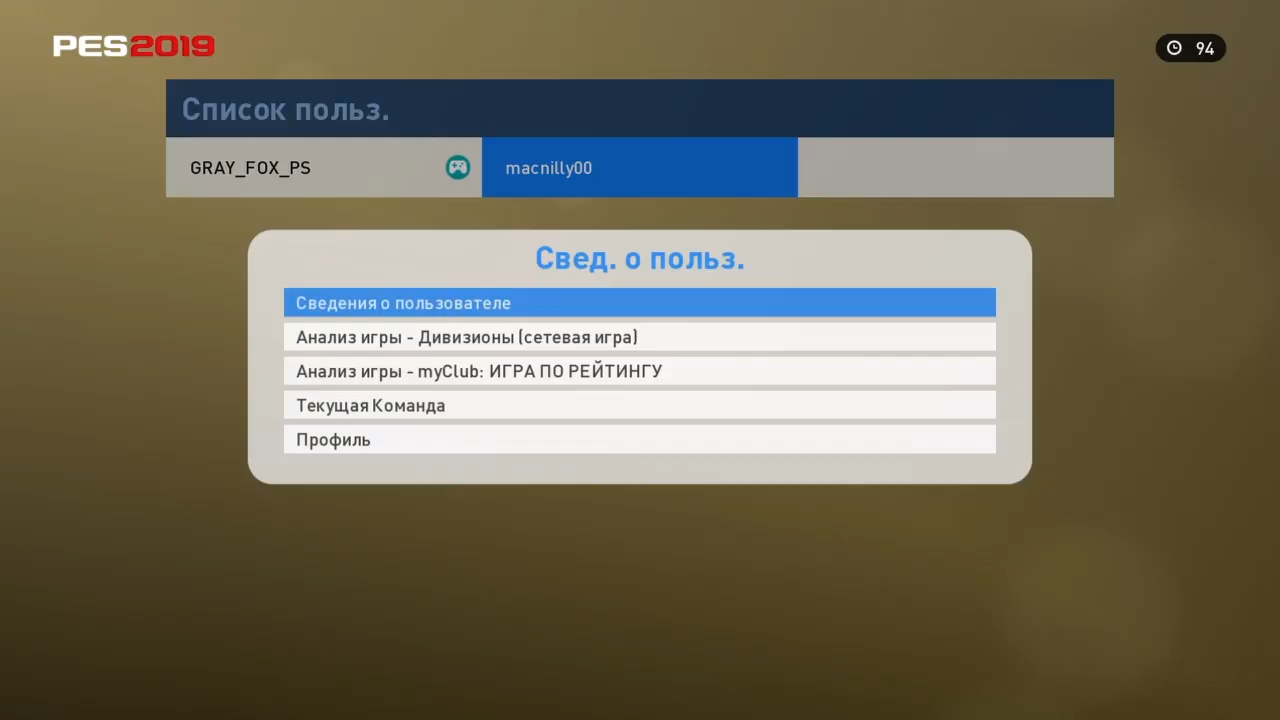 PES2019
94
Список польз.
GRAY_FOX_PS
macnilly00
Свед. о польз.
Сведения о пользователе
Анализ игры - Дивизионы (сетевая игра)
Анализ игры - myClub: ИГРА ПО РЕЙТИНГУ
Текущая Команда
Профиль